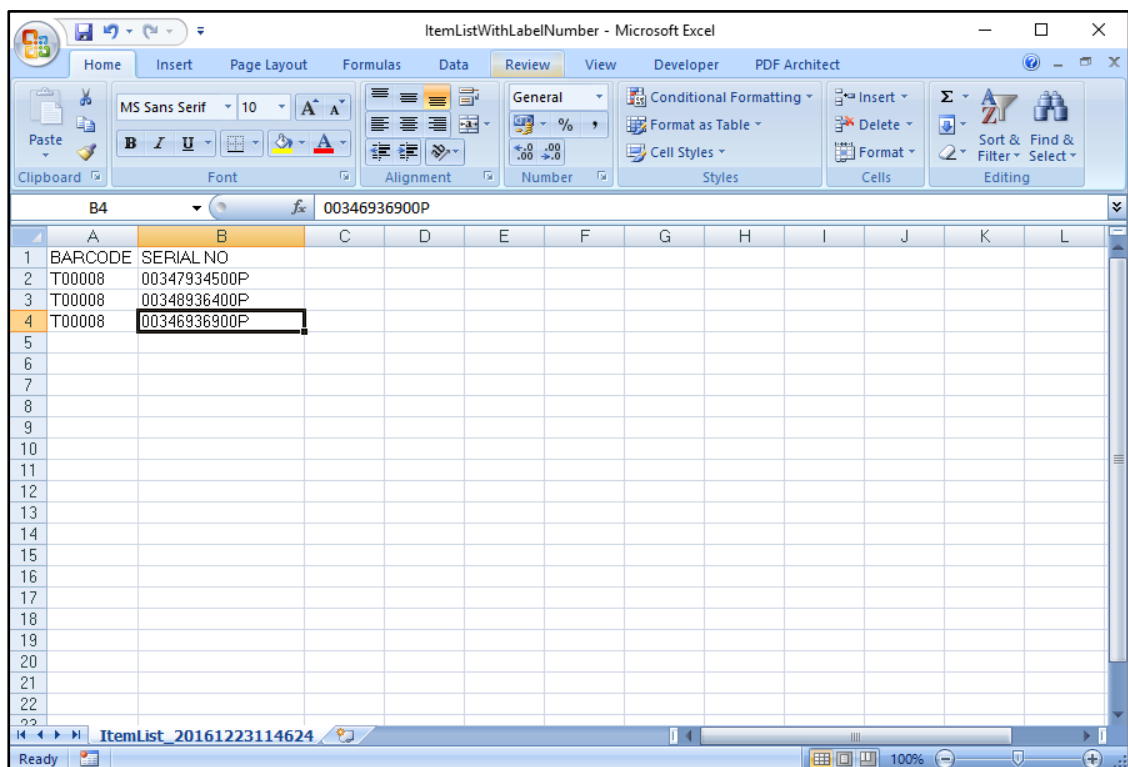 ItemListWithLabelNumber - Microsoft Excel
Home Insert Page Layout Formulas Data Review View Developer PDF Architect
MS Sans Serif 10 A A General Conditional Formatting Insert Σ
Paste B I U A % , Format as Table Delete Sort & Find &
Cell Styles Format Filter Select
Clipboard Font Alignment Number Styles Cells Editing
B4 fx 00346936900P
A B C D E F G H I J K L
1 BARCODE SERIAL NO
2 T00008 00347934500P
3 T00008 00348936400P
4 T00008 00346936900P
5
6
7
8
9
10
11
12
13
14
15
16
17
18
19
20
21
22
23
ItemList_20161223114624
Ready 100%